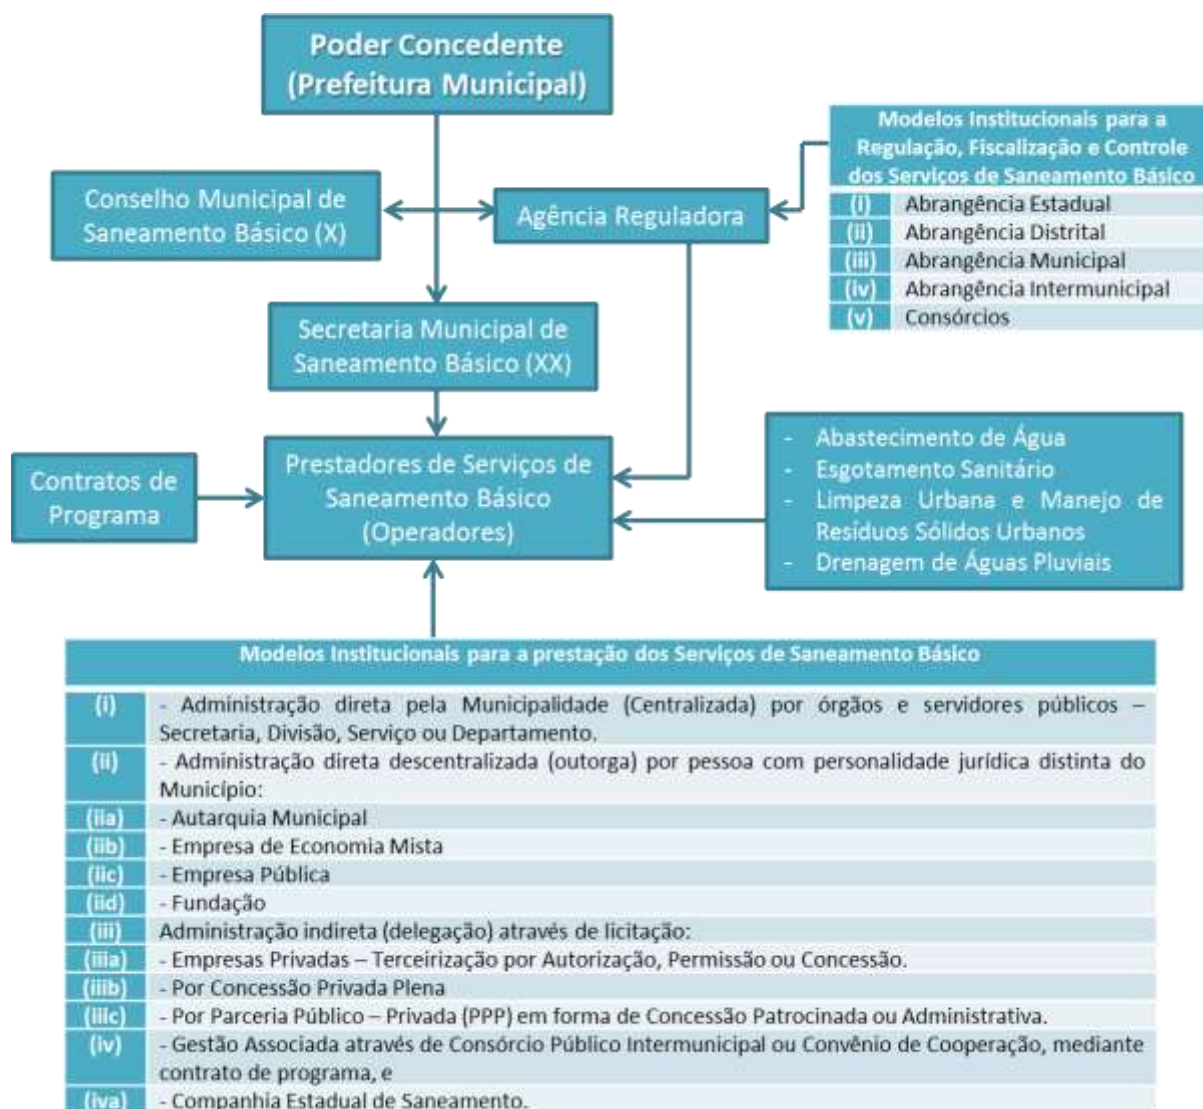 Poder Concedente
(Prefeitura Municipal)
Modelos Institucionais para a
Regulação, Fiscalização e Controle
dos Serviços de Saneamento Básico
(i) Abrangência Estadual
(ii) Abrangência Distrital
(iii) Abrangência Municipal
(iv) Abrangência Intermunicipal
(v) Consórcios
Conselho Municipal de
Saneamento Básico (X)
Agência Reguladora
Secretaria Municipal de
Saneamento Básico (XX)
Contratos de
Programa
Prestadores de Serviços de
Saneamento Básico
(Operadores)
- Abastecimento de Água
- Esgotamento Sanitário
- Limpeza Urbana e Manejo de
Resíduos Sólidos Urbanos
- Drenagem de Águas Pluviais
Modelos Institucionais para a prestação dos Serviços de Saneamento Básico
(i) - Administração direta pela Municipalidade (Centralizada) por órgãos e servidores públicos –
Secretaria, Divisão, Serviço ou Departamento.
(ii) - Administração direta descentralizada (outorga) por pessoa com personalidade jurídica distinta do
Município:
(iia) - Autarquia Municipal
(iib) - Empresa de Economia Mista
(iic) - Empresa Pública
(iid) - Fundação
(iii) Administração indireta (delegação) através de licitação:
(iiia) - Empresas Privadas – Terceirização por Autorização, Permissão ou Concessão.
(iiib) - Por Concessão Privada Plena
(iiic) - Por Parceria Público – Privada (PPP) em forma de Concessão Patrocinada ou Administrativa.
(iv) - Gestão Associada através de Consórcio Público Intermunicipal ou Convênio de Cooperação, mediante
contrato de programa, e
(iva) - Companhia Estadual de Saneamento.